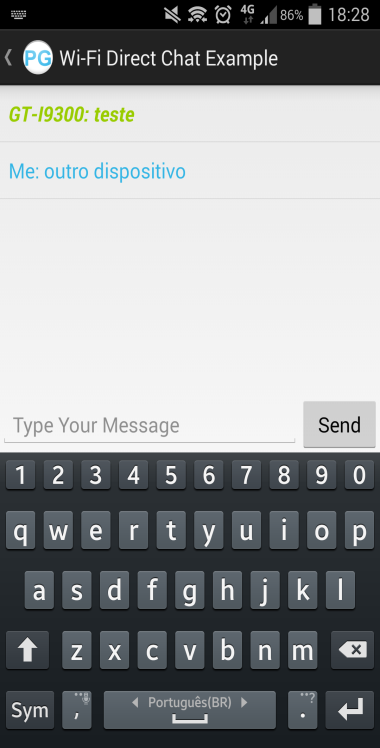 4G 86% 18:28
PG Wi-Fi Direct Chat Example
GT-I9300: teste
Me: outro dispositivo
Type Your Message Send
1 2 3 4 5 6 7 8 9 0
q w e r t y u i o p
a s d f g h j k l
z x c v b n m
Sym , Português(BR) . ?